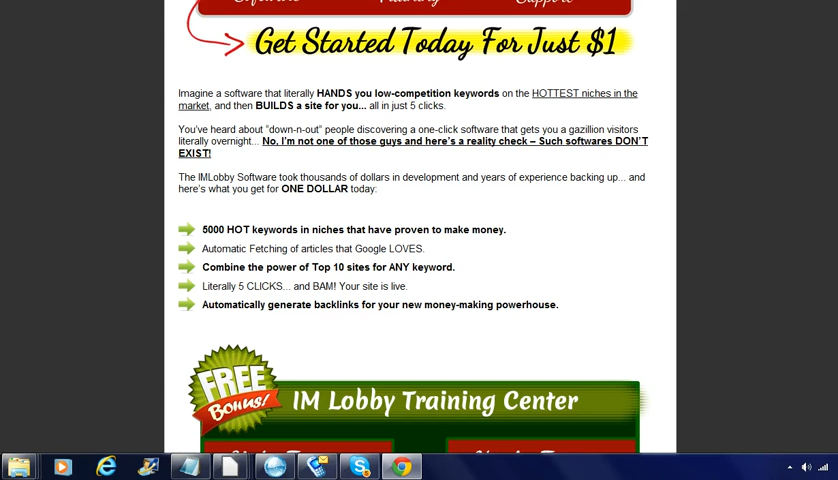 Get Started Today For Just $1
Imagine a software that literally HANDS you low-competition keywords on the HOTTEST niches in the
market, and then BUILDS a site for you... all in just 5 clicks.
You've heard about "down-n-out" people discovering a one-click software that gets you a gazillion visitors
literally overnight... No, I'm not one of those guys and here's a reality check – Such softwares DON'T
EXIST!
The IMLobby Software took thousands of dollars in development and years of experience backing up... and
here's what you get for ONE DOLLAR today:
5000 HOT keywords in niches that have proven to make money.
Automatic Fetching of articles that Google LOVES.
Combine the power of Top 10 sites for ANY keyword.
Literally 5 CLICKS... and BAM! Your site is live.
Automatically generate backlinks for your new money-making powerhouse.
FREE
Bonus!
IM Lobby Training Center